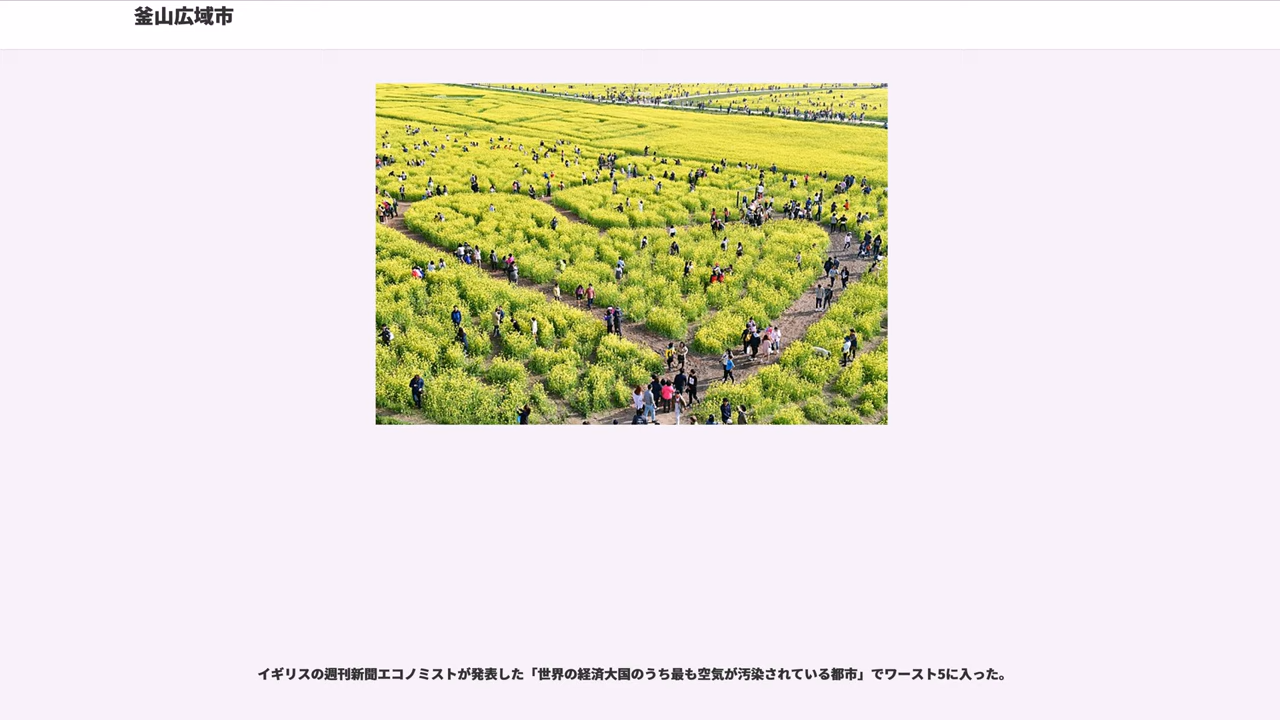 釜山広域市
イギリスの週刊新聞エコノミストが発表した「世界の経済大国のうち最も空気が汚染されている都市」でワースト5に入った。